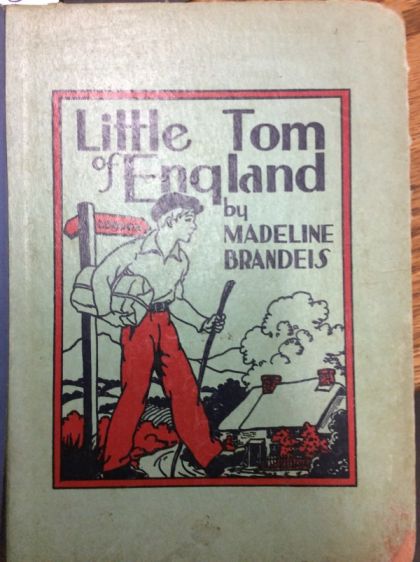 Little Tom
of England
by
MADELINE
BRANDEIS